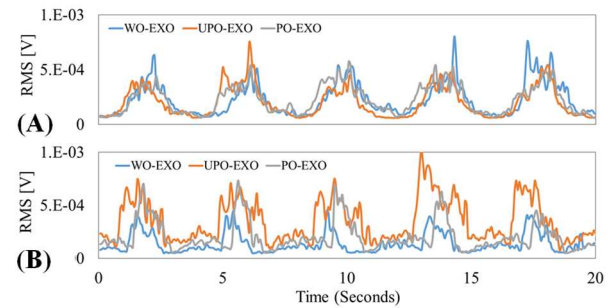 1.E-03
WO-EXO UPO-EXO PO-EXO
RMS [V]
5.E-04
0
(A)
1.E-03
WO-EXO UPO-EXO PO-EXO
RMS [V]
5.E-04
0
(B)
0 5 10 15 20
Time (Seconds)